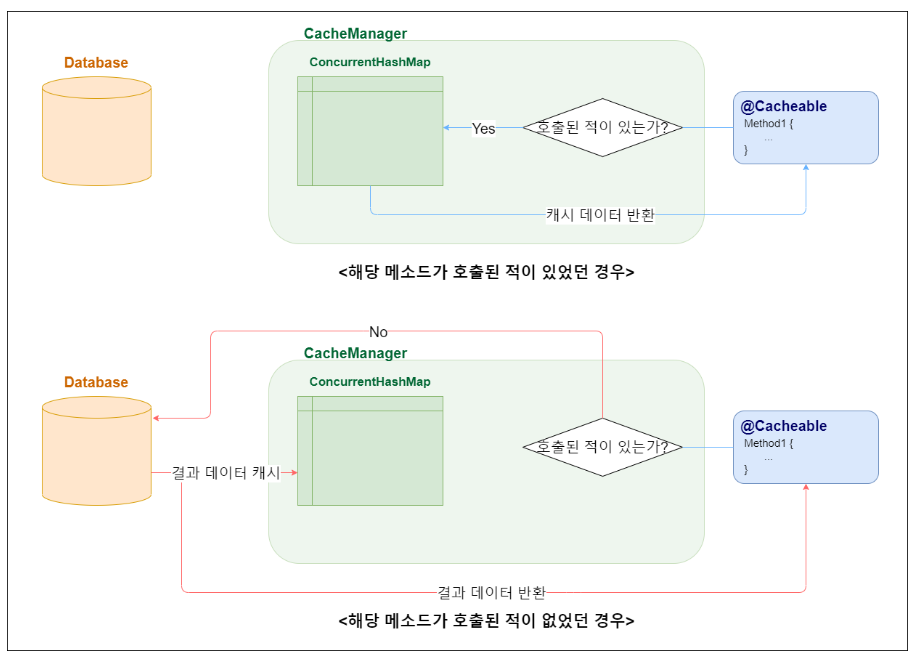 CacheManager
Database
ConcurrentHashMap
@Cacheable
Method1 {
...
}
호출된 적이 있는가?
Yes
캐시 데이터 반환
<해당 메소드가 호출된 적이 있었던 경우>
No
CacheManager
Database
ConcurrentHashMap
@Cacheable
Method1 {
...
}
호출된 적이 있는가?
결과 데이터 캐시
결과 데이터 반환
<해당 메소드가 호출된 적이 없었던 경우>